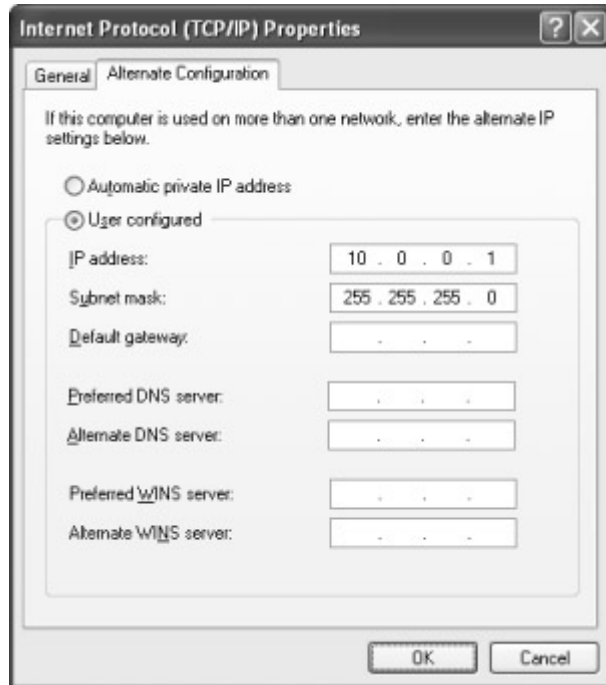 Internet Protocol (TCP/IP) Properties
General Alternate Configuration
If this computer is used on more than one network, enter the alternate IP
settings below.
Automatic private IP address
User configured
IP address: 10 . 0 . 0 . 1
Subnet mask: 255 . 255 . 255 . 0
Default gateway: . . .
Preferred DNS server: . . .
Alternate DNS server: . . .
Preferred WINS server: . . .
Alternate WINS server: . . .
OK Cancel